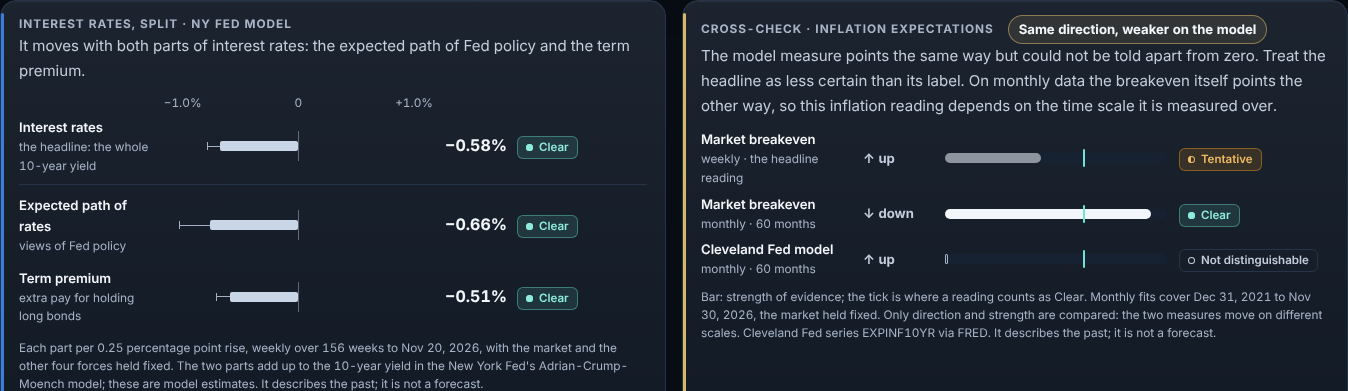 INTEREST RATES, SPLIT · NY FED MODEL
It moves with both parts of interest rates: the expected path of Fed policy and the term
premium.
−1.0% 0 +1.0%
Interest rates
the headline: the whole
10-year yield
−0.58% Clear
Expected path of
rates
views of Fed policy
−0.66% Clear
Term premium
extra pay for holding
long bonds
−0.51% Clear
Each part per 0.25 percentage point rise, weekly over 156 weeks to Nov 20, 2026, with the market and the
other four forces held fixed. The two parts add up to the 10-year yield in the New York Fed's Adrian-Crump-
Moench model; these are model estimates. It describes the past; it is not a forecast.
CROSS-CHECK · INFLATION EXPECTATIONS Same direction, weaker on the model
The model measure points the same way but could not be told apart from zero. Treat the
headline as less certain than its label. On monthly data the breakeven itself points the
other way, so this inflation reading depends on the time scale it is measured over.
Market breakeven
weekly · the headline
reading
↑ up Tentative
Market breakeven
monthly · 60 months
↓ down Clear
Cleveland Fed model
monthly · 60 months
↑ up Not distinguishable
Bar: strength of evidence; the tick is where a reading counts as Clear. Monthly fits cover Dec 31, 2021 to Nov
30, 2026, the market held fixed. Only direction and strength are compared: the two measures move on different
scales. Cleveland Fed series EXPINF10YR via FRED. It describes the past; it is not a forecast.